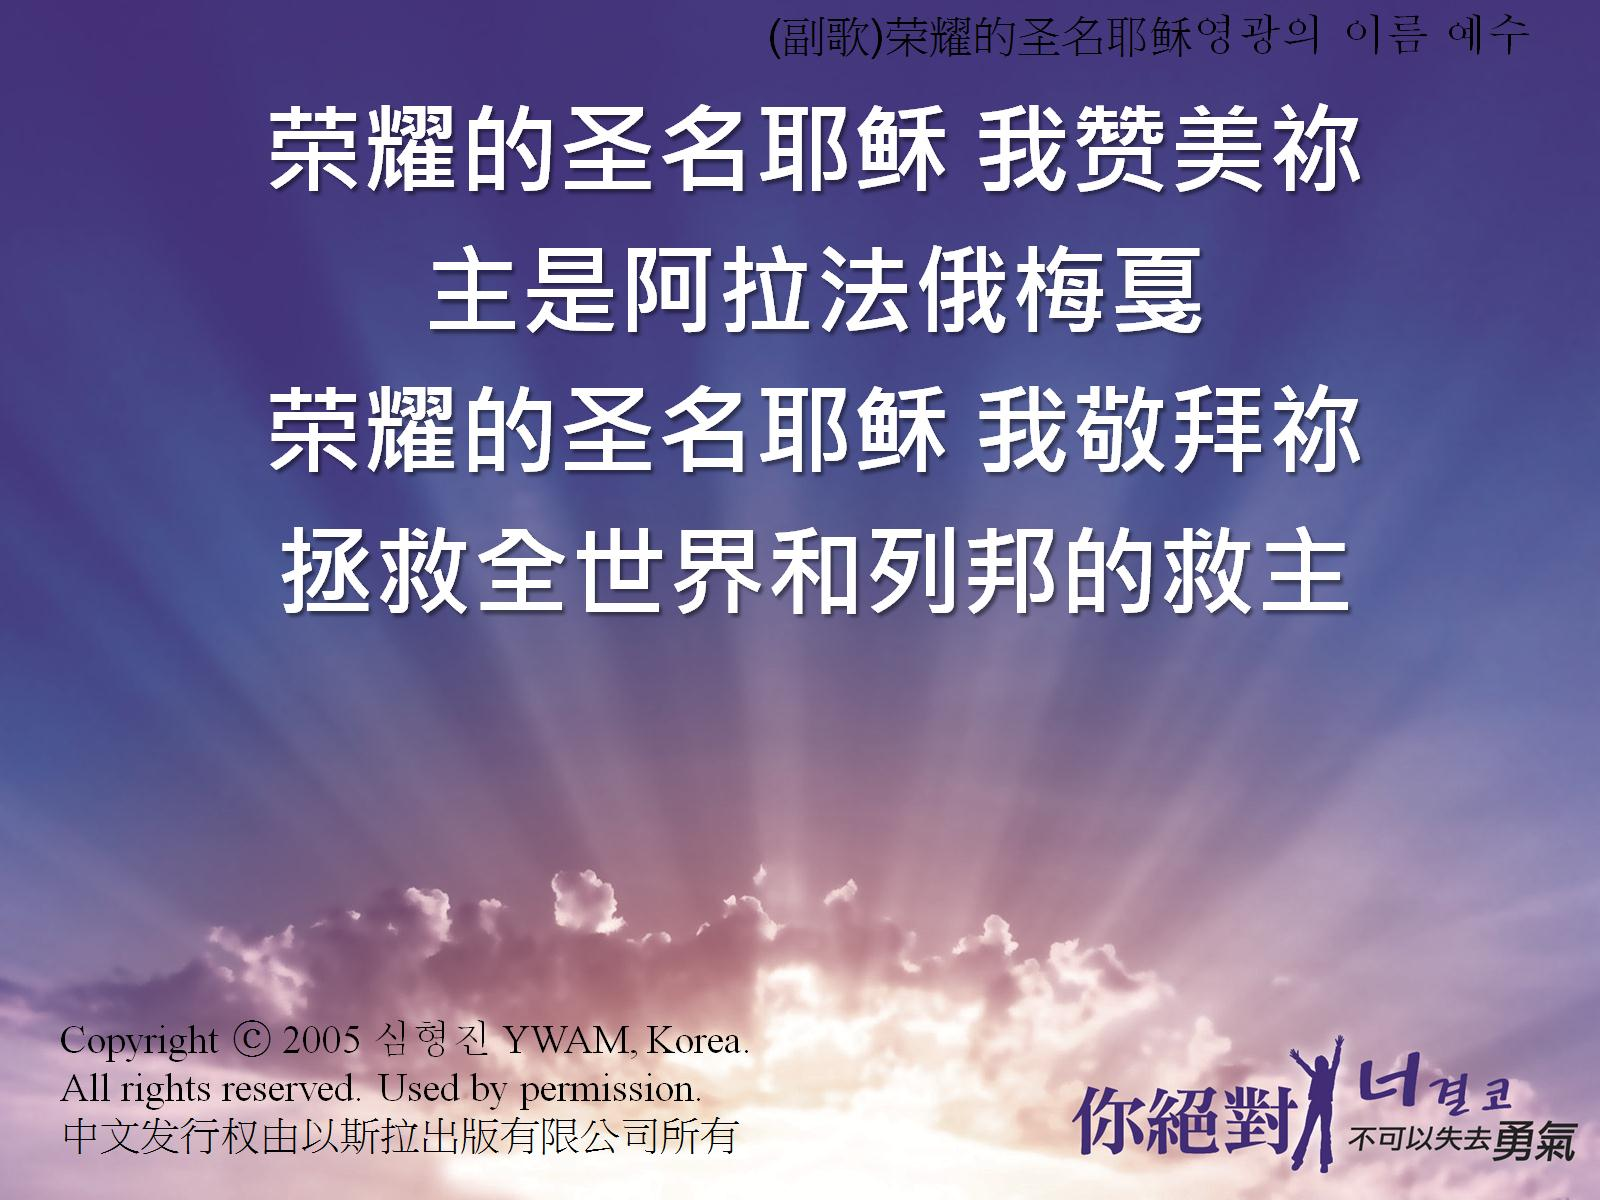 (副歌)荣耀的圣名耶稣영광의 이름 예수
荣耀的圣名耶稣 我赞美祢
主是阿拉法俄梅戛
荣耀的圣名耶稣 我敬拜祢
拯救全世界和列邦的救主
Copyright ⓒ 2005 심형진 YWAM, Korea.
All rights reserved. Used by permission.
中文发行权由以斯拉出版有限公司所有
你絕對 너 결코
不可以失去勇氣